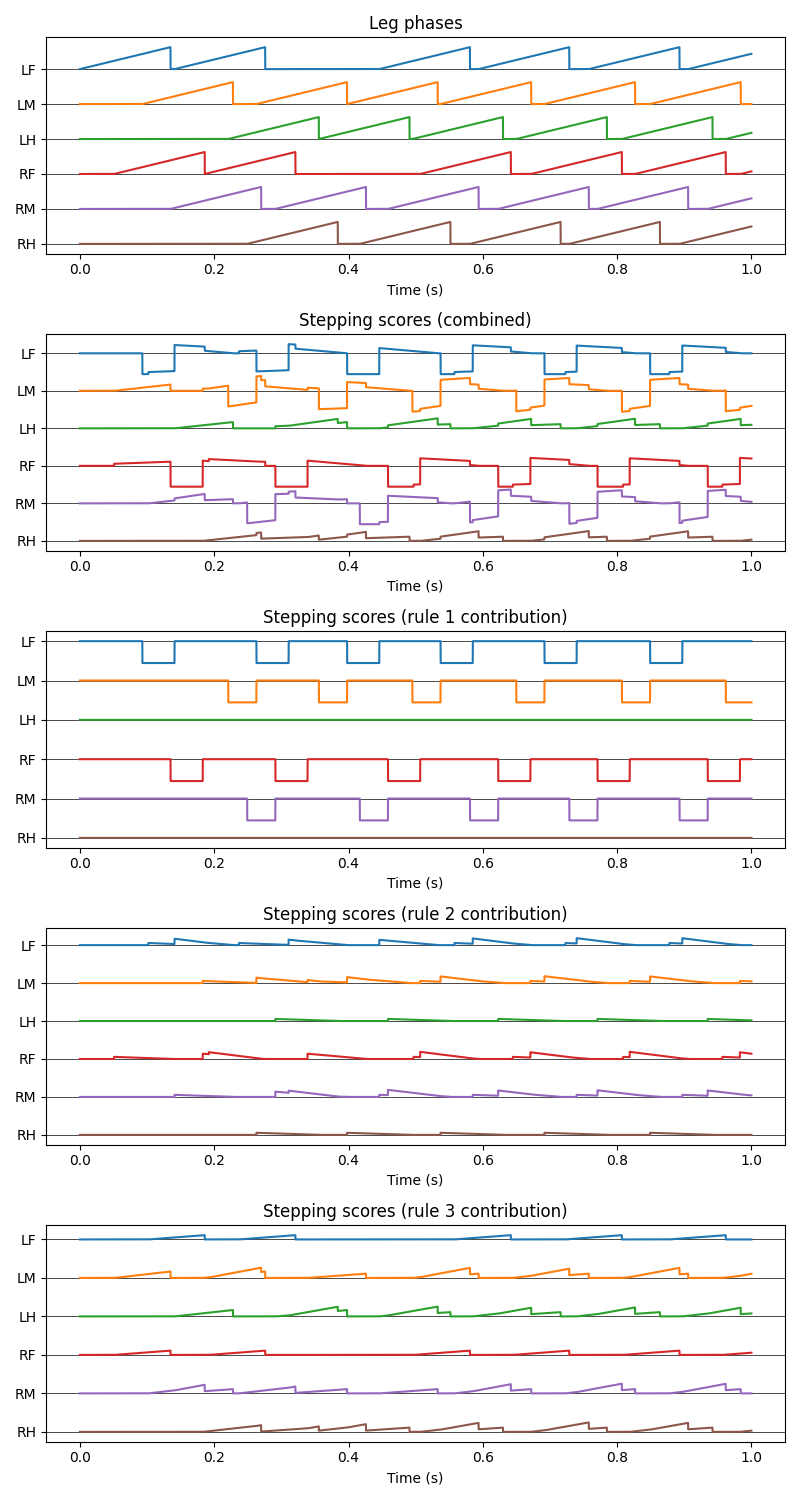 Leg phases
LF
LM
LH
RF
RM
RH
0.0 0.2 0.4 0.6 0.8 1.0
Time (s)
Stepping scores (combined)
LF
LM
LH
RF
RM
RH
0.0 0.2 0.4 0.6 0.8 1.0
Time (s)
Stepping scores (rule 1 contribution)
LF
LM
LH
RF
RM
RH
0.0 0.2 0.4 0.6 0.8 1.0
Time (s)
Stepping scores (rule 2 contribution)
LF
LM
LH
RF
RM
RH
0.0 0.2 0.4 0.6 0.8 1.0
Time (s)
Stepping scores (rule 3 contribution)
LF
LM
LH
RF
RM
RH
0.0 0.2 0.4 0.6 0.8 1.0
Time (s)